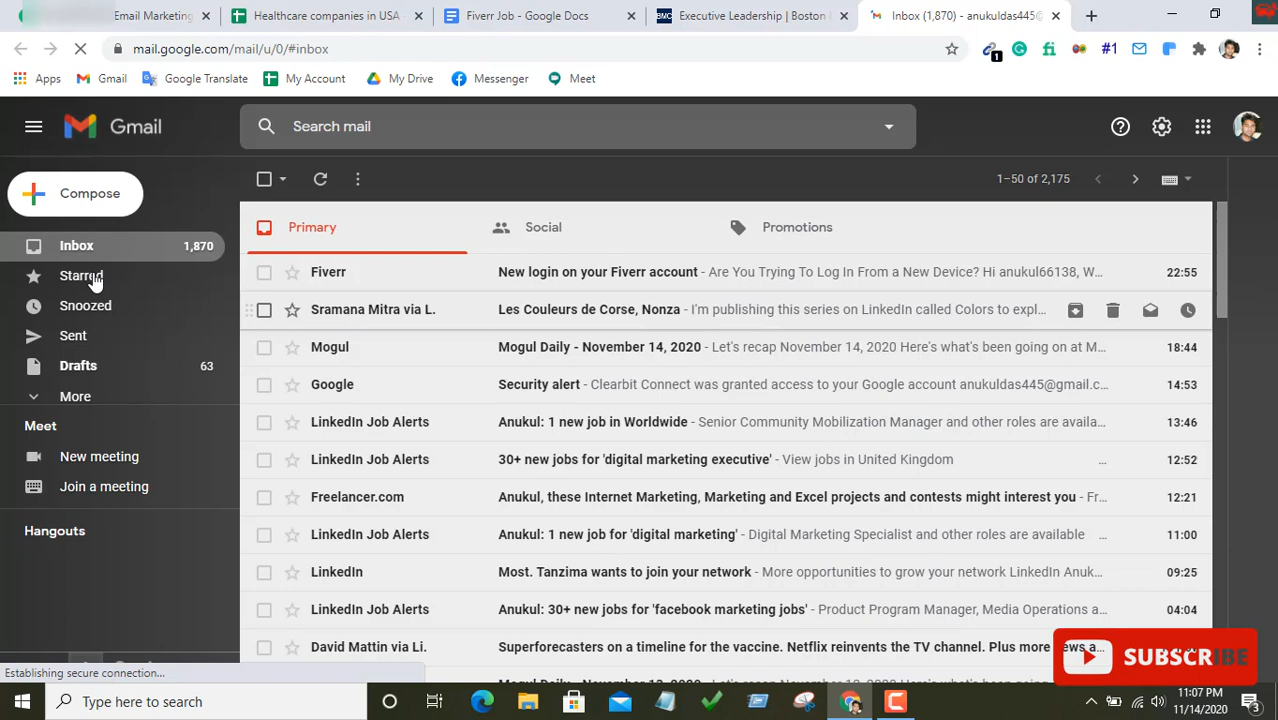 Email Marketing
Healthcare companies in USA
Fiverr Job - Google Docs
BMC
Executive Leadership | Boston
Inbox (1,870) - anukuldas445@
mail.google.com/mail/u/0/#inbox
fi
#1
1
Apps
Gmail
Google Translate
My Account
My Drive
Messenger
Meet
Gmail
Search mail
Compose
1–50 of 2,175
Inbox 1,870
Starred
Snoozed
Sent
Drafts 63
More
Meet
New meeting
Join a meeting
Hangouts
Primary
Social
Promotions
Fiverr New login on your Fiverr account - Are You Trying To Log In From a New Device? Hi anukul66138, W... 22:55
Sramana Mitra via L. Les Couleurs de Corse, Nonza - I'm publishing this series on LinkedIn called Colors to expl...
Mogul Mogul Daily - November 14, 2020 - Let's recap November 14, 2020 Here's what's been going on at M... 18:44
Google Security alert - Clearbit Connect was granted access to your Google account anukuldas445@gmail.c... 14:53
LinkedIn Job Alerts Anukul: 1 new job in Worldwide - Senior Community Mobilization Manager and other roles are availa... 13:46
LinkedIn Job Alerts 30+ new jobs for 'digital marketing executive' - View jobs in United Kingdom ... 12:52
Freelancer.com Anukul, these Internet Marketing, Marketing and Excel projects and contests might interest you - Fr... 12:21
LinkedIn Job Alerts Anukul: 1 new job for 'digital marketing' - Digital Marketing Specialist and other roles are available ... 11:00
LinkedIn Most. Tanzima wants to join your network - More opportunities to grow your network LinkedIn Anuk... 09:25
LinkedIn Job Alerts Anukul: 30+ new jobs for 'facebook marketing jobs' - Product Program Manager, Media Operations a... 04:04
David Mattin via Li. Superforecasters on a timeline for the vaccine. Netflix reinvents the TV channel. Plus more news a...
SUBSCRIBE
Establishing secure connection...
Type here to search
11:07 PM
11/14/2020
3